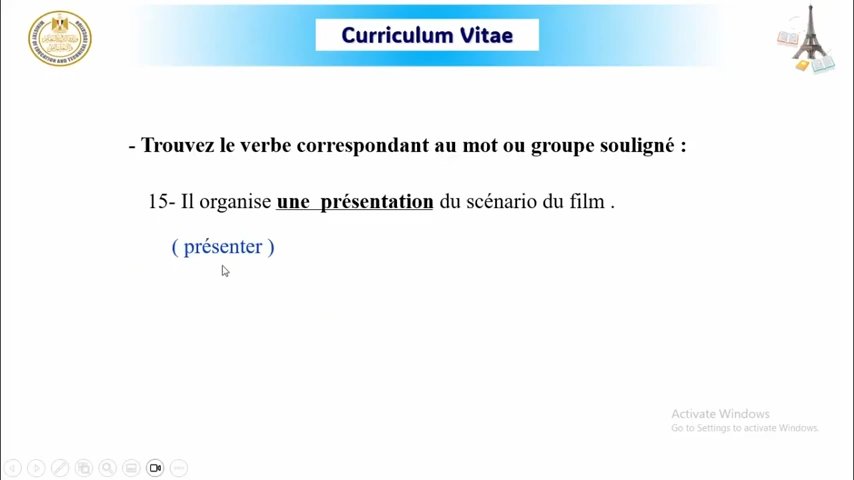 Curriculum Vitae
- Trouvez le verbe correspondant au mot ou groupe souligné :
15- Il organise une présentation du scénario du film .
( présenter )
Activate Windows
Go to Settings to activate Windows.